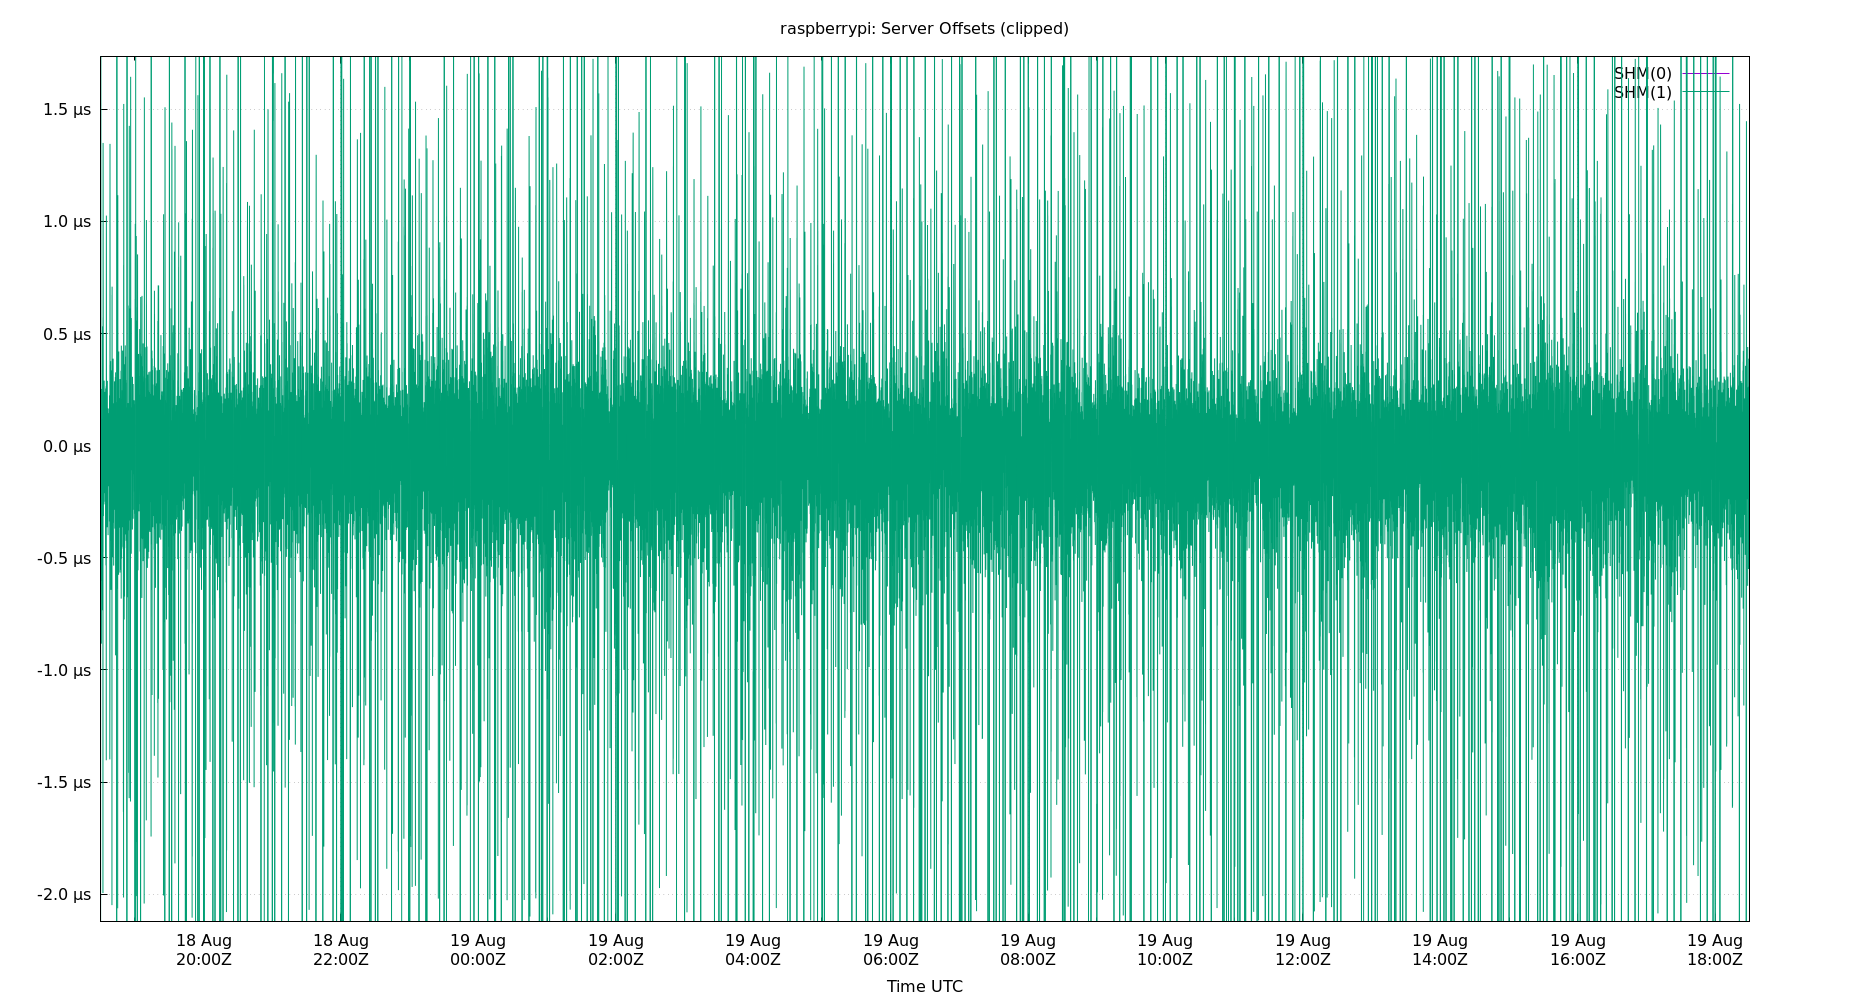 raspberrypi: Server Offsets (clipped)
SHM(0)
SHM(1)
1.5 µs
1.0 µs
0.5 µs
0.0 µs
-0.5 µs
-1.0 µs
-1.5 µs
-2.0 µs
18 Aug 18 Aug 19 Aug 19 Aug 19 Aug 19 Aug 19 Aug 19 Aug 19 Aug 19 Aug 19 Aug 19 Aug
20:00Z 22:00Z 00:00Z 02:00Z 04:00Z 06:00Z 08:00Z 10:00Z 12:00Z 14:00Z 16:00Z 18:00Z
Time UTC